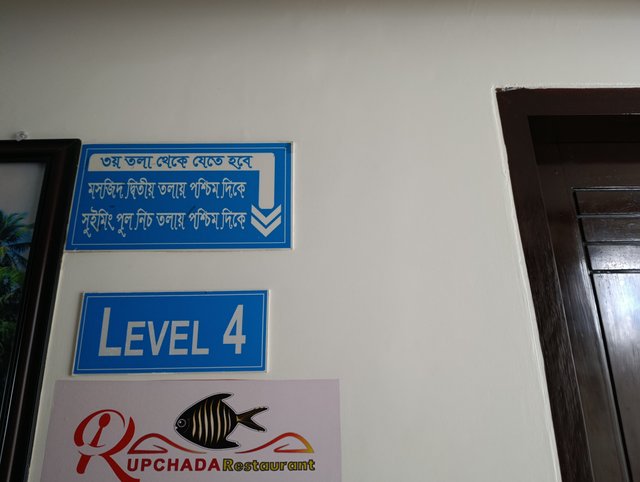 ৩য় তলা থেকে যেতে হবে
মসজিদ দ্বিতীয় তলায় পশ্চিম দিকে
সুইমিং পুল নিচ তলায় পশ্চিম দিকে
LEVEL 4
RUPCHADA Restaurant